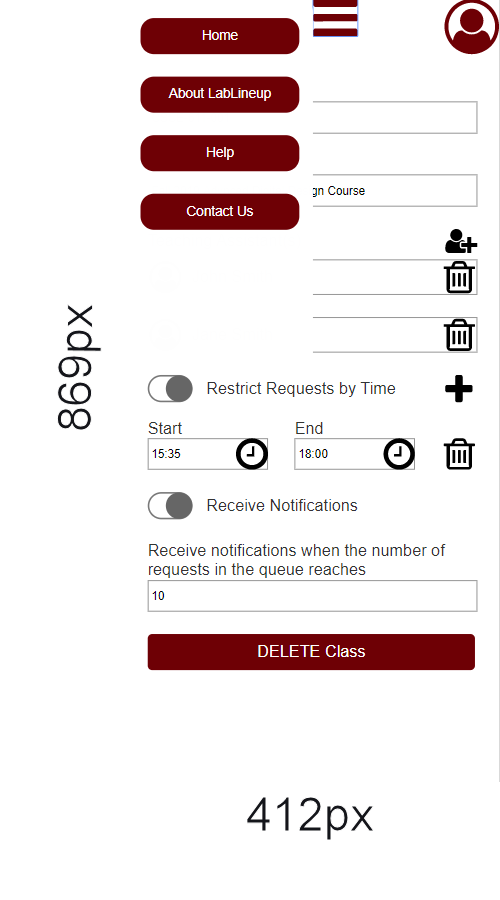 Home
About LabLineup
Help
Contact Us
gn Course
869px
Restrict Requests by Time
Start End
15:35 18:00
Receive Notifications
Receive notifications when the number of
requests in the queue reaches
10
DELETE Class
412px